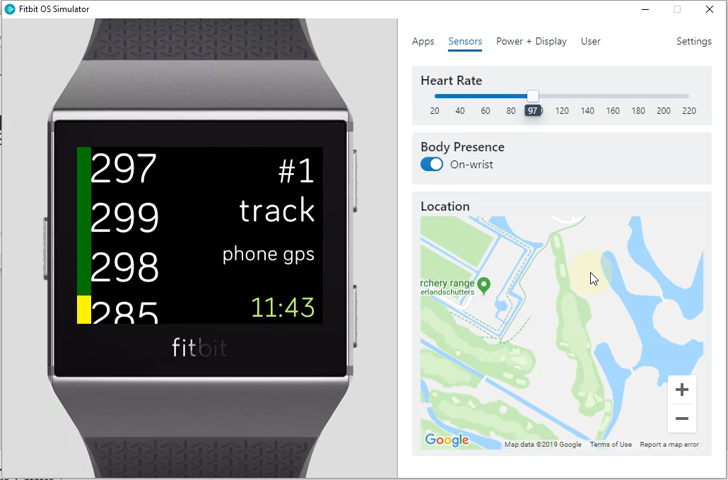 Fitbit OS Simulator
297
299
298
285
#1
track
phone gps
11:43
fitbit
Apps
Sensors
Power + Display
User
Settings
Heart Rate
20
40
60
80
97
120
140
160
180
200
220
Body Presence
On-wrist
Location
rchery range
erlandschutters
Google
Map data ©2019 Google
Terms of Use
Report a map error